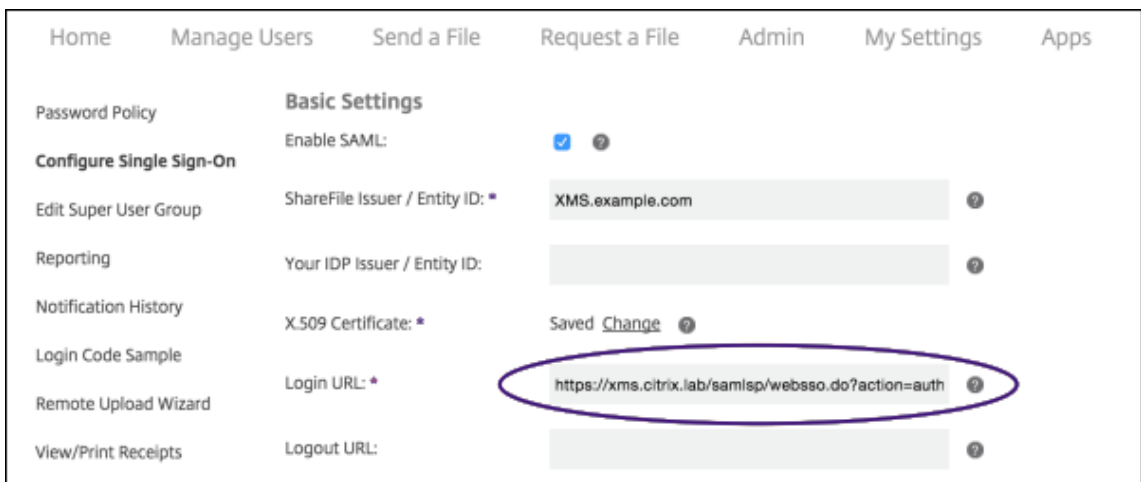 Home Manage Users Send a File Request a File Admin My Settings Apps
Password Policy
Configure Single Sign-On
Edit Super User Group
Reporting
Notification History
Login Code Sample
Remote Upload Wizard
View/Print Receipts
Basic Settings
Enable SAML: ?
ShareFile Issuer / Entity ID: * XMS.example.com ?
Your IDP Issuer / Entity ID: ?
X.509 Certificate: * Saved Change ?
Login URL: * https://xms.citrix.lab/samlsp/websso.do?action=auth ?
Logout URL: ?